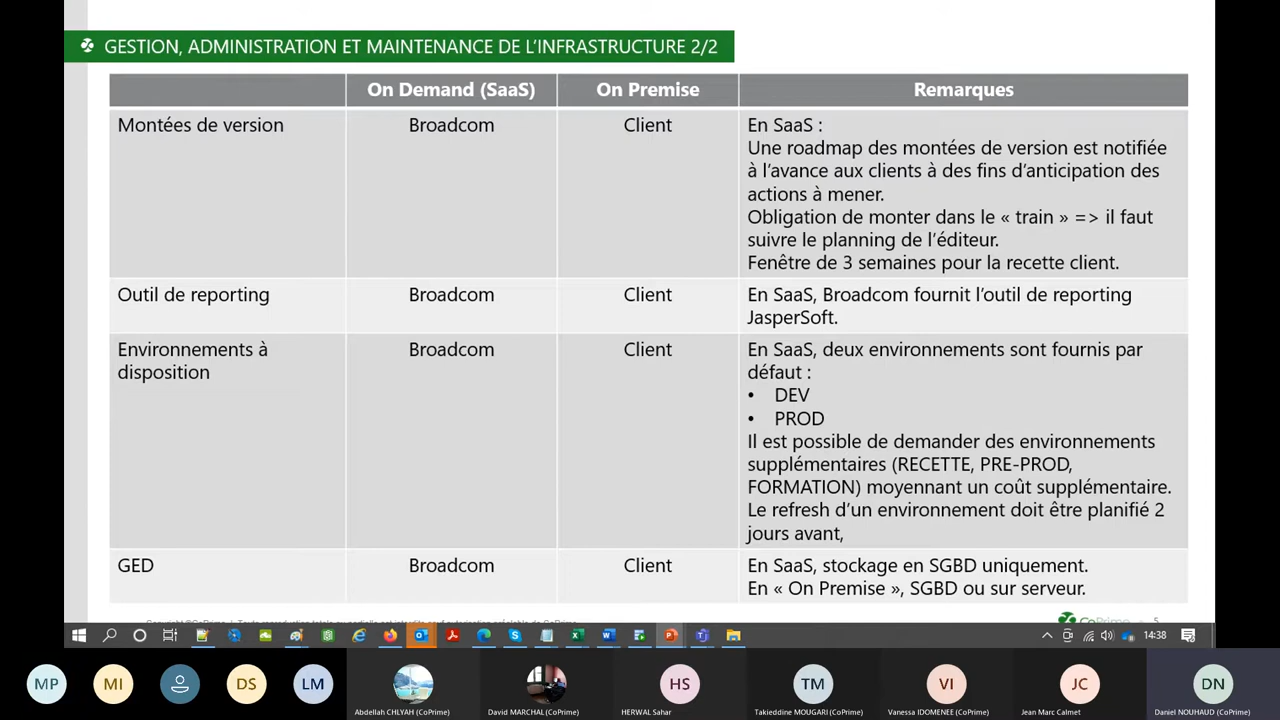 GESTION, ADMINISTRATION ET MAINTENANCE DE L’INFRASTRUCTURE 2/2
On Demand (SaaS)
On Premise
Remarques
Montées de version
Broadcom
Client
En SaaS :
Une roadmap des montées de version est notifiée
à l’avance aux clients à des fins d’anticipation des
actions à mener.
Obligation de monter dans le « train » => il faut
suivre le planning de l’éditeur.
Fenêtre de 3 semaines pour la recette client.
Outil de reporting
Broadcom
Client
En SaaS, Broadcom fournit l’outil de reporting
JasperSoft.
Environnements à
disposition
Broadcom
Client
En SaaS, deux environnements sont fournis par
défaut :
• DEV
• PROD
Il est possible de demander des environnements
supplémentaires (RECETTE, PRE-PROD,
FORMATION) moyennant un coût supplémentaire.
Le refresh d’un environnement doit être planifié 2
jours avant,
GED
Broadcom
Client
En SaaS, stockage en SGBD uniquement.
En « On Premise », SGBD ou sur serveur.
CoPrime
5
14:38
MP
MI
DS
LM
HS
TM
VI
JC
DN
Abdellah CHLYAH (CoPrime)
David MARCHAL (CoPrime)
HERWAL Sahar
Takieddine MOUGARI (CoPrime)
Vanessa IDOMENEE (CoPrime)
Jean Marc Calmet
Daniel NOUHAUD (CoPrime)